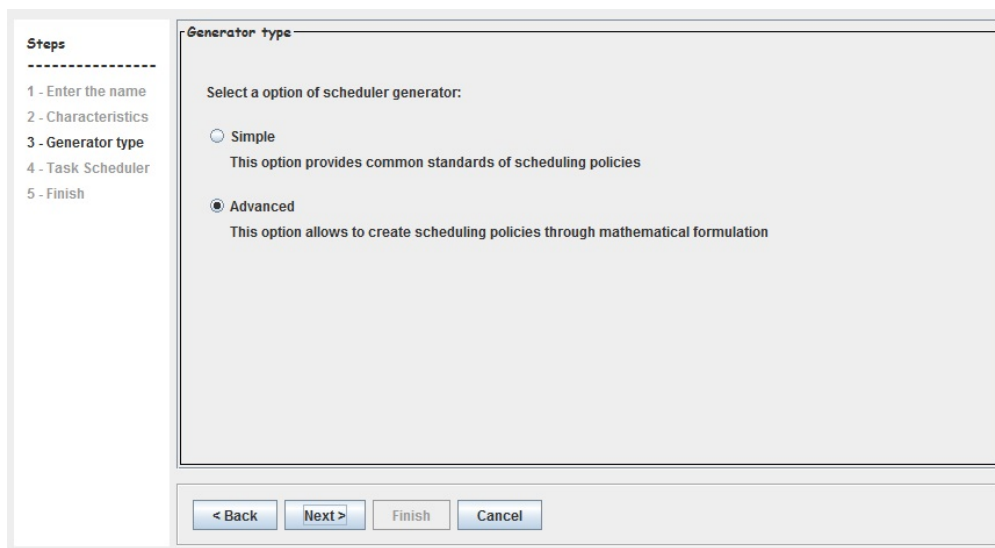 Steps
----------------
1 - Enter the name
2 - Characteristics
3 - Generator type
4 - Task Scheduler
5 - Finish
Generator type
Select a option of scheduler generator:
Simple
This option provides common standards of scheduling policies
Advanced
This option allows to create scheduling policies through mathematical formulation
< Back
Next >
Finish
Cancel